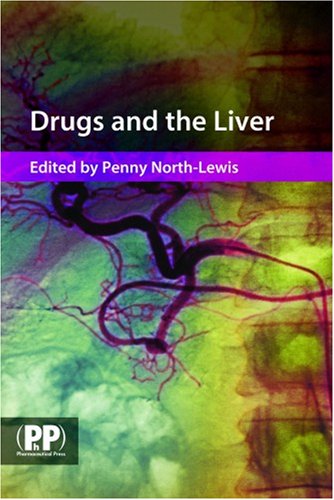 Drugs and the Liver
Edited by Penny North-Lewis
(PhP)
Pharmaceutical Press